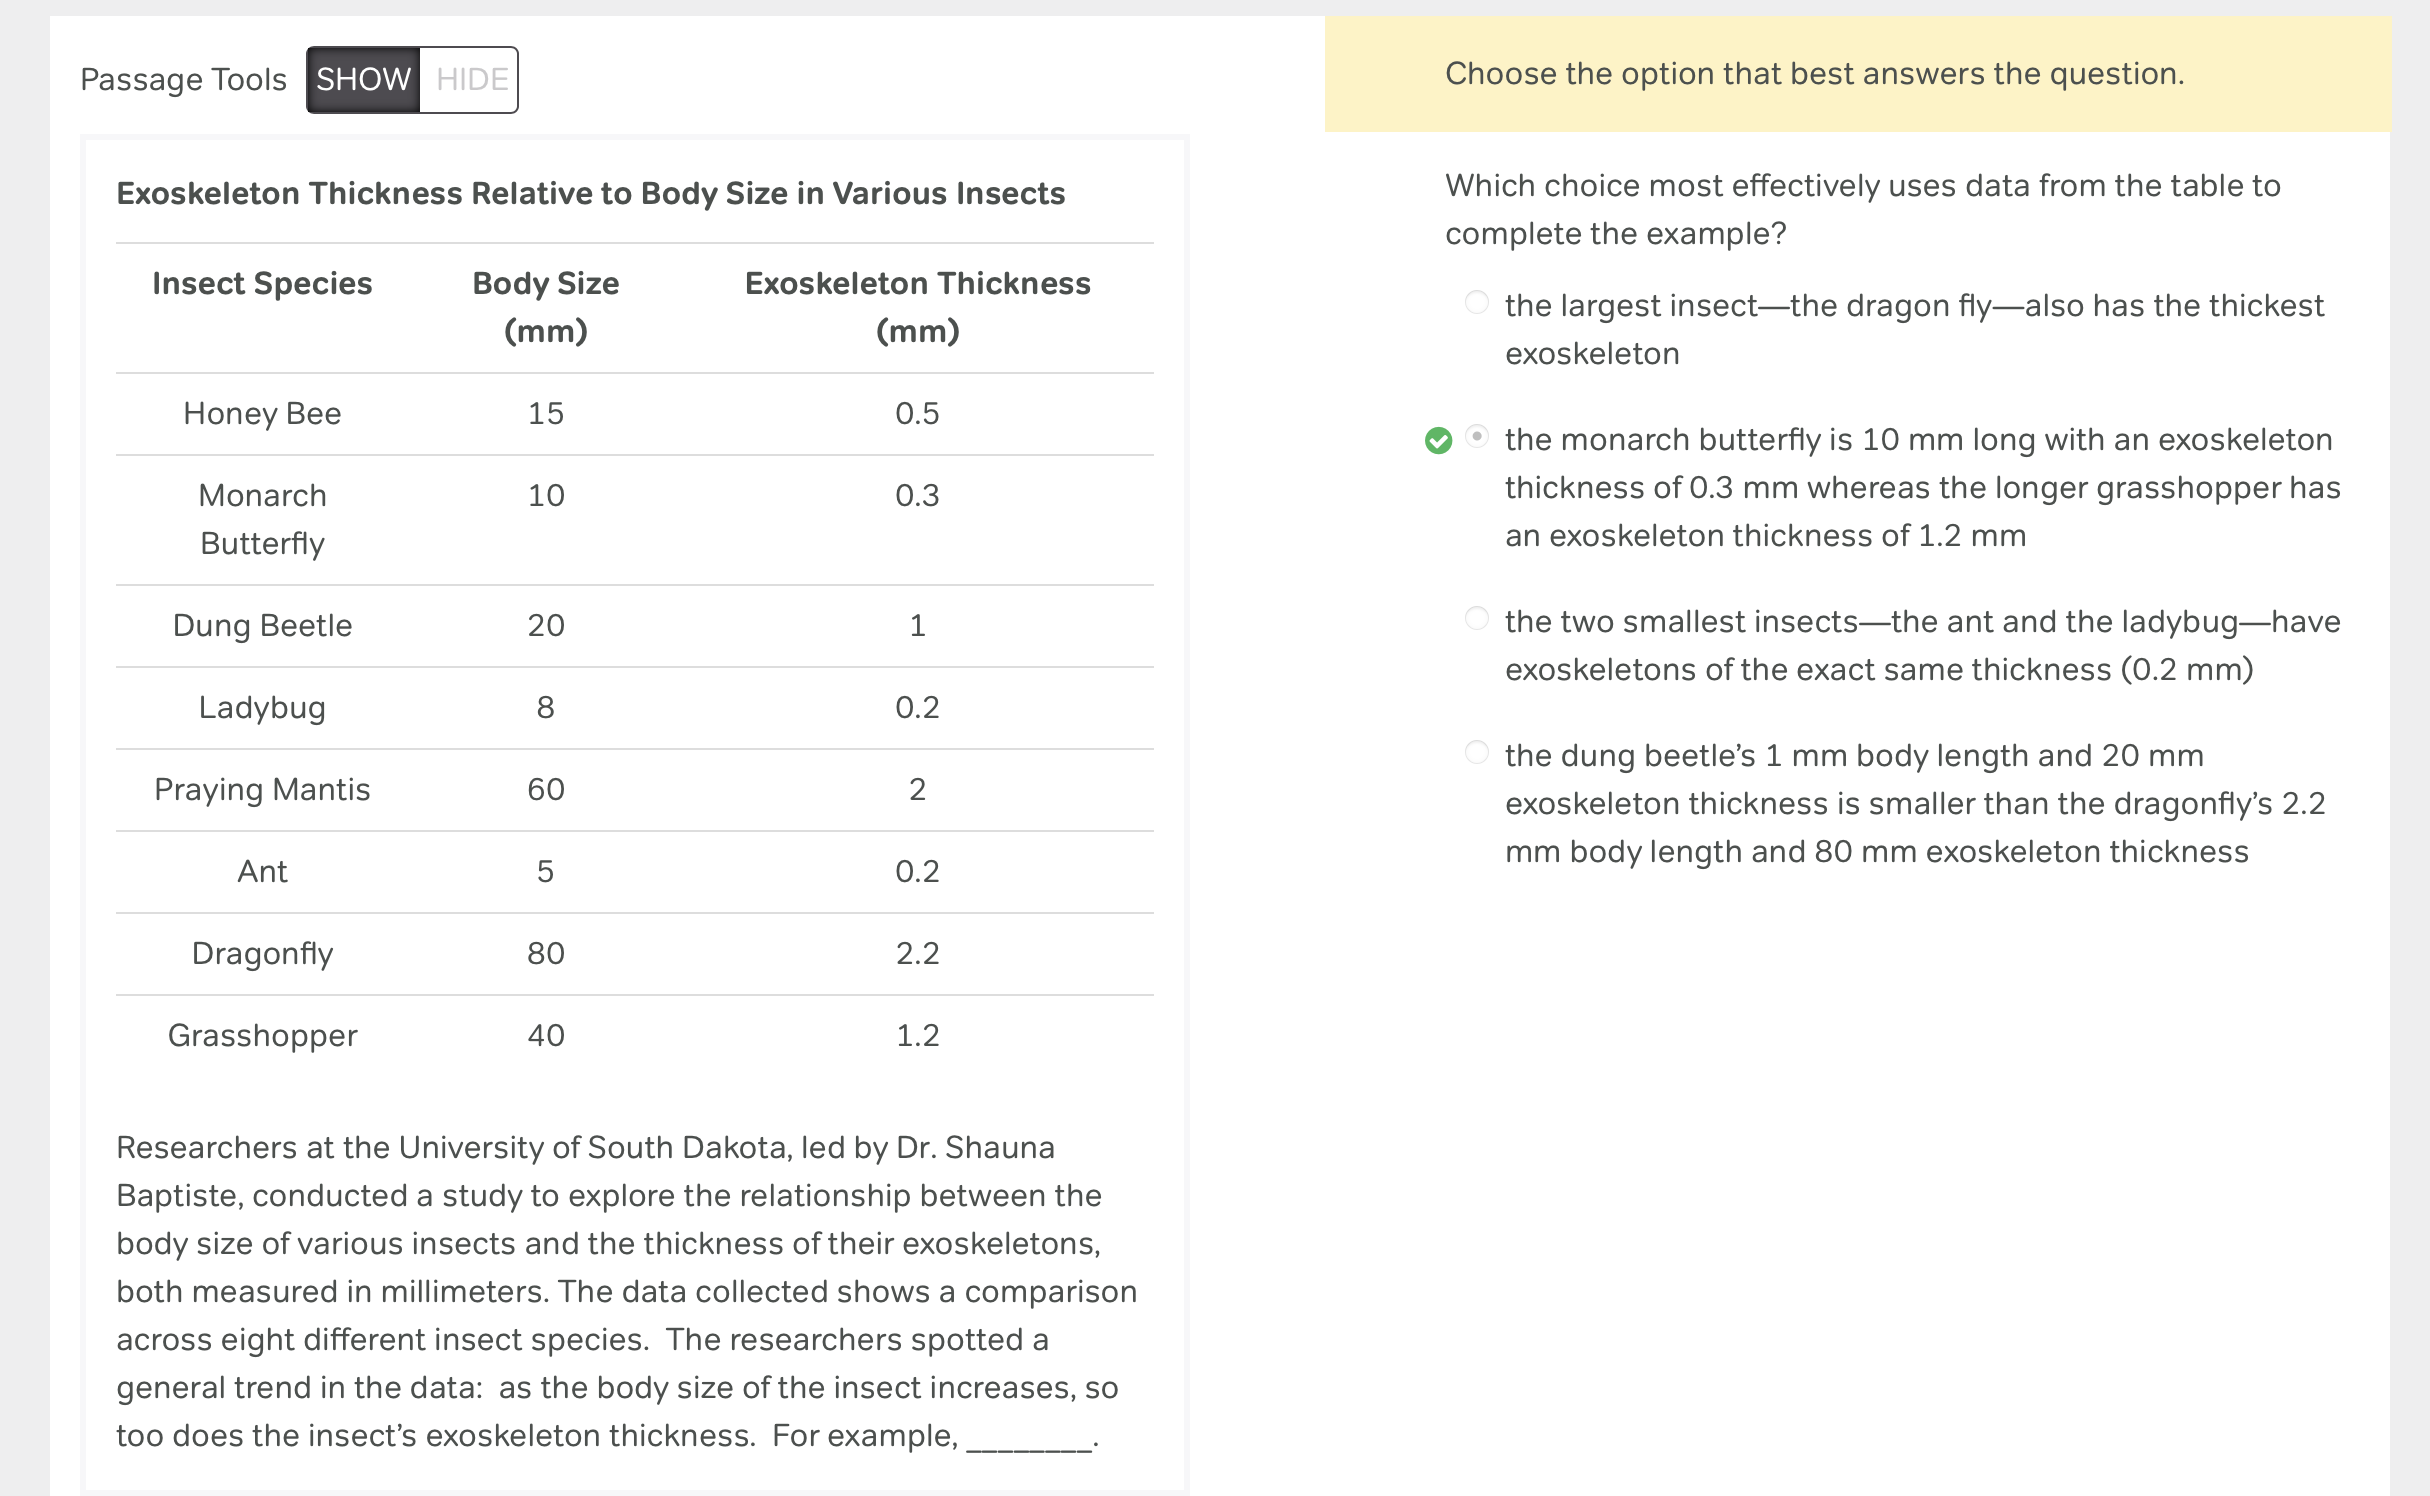 Passage Tools SHOW HIDE
Exoskeleton Thickness Relative to Body Size in Various Insects
Insect Species Body Size Exoskeleton Thickness
(mm) (mm)
Honey Bee 15 0.5
Monarch 10 0.3
Butterfly
Dung Beetle 20 1
Ladybug 8 0.2
Praying Mantis 60 2
Ant 5 0.2
Dragonfly 80 2.2
Grasshopper 40 1.2
Researchers at the University of South Dakota, led by Dr. Shauna
Baptiste, conducted a study to explore the relationship between the
body size of various insects and the thickness of their exoskeletons,
both measured in millimeters. The data collected shows a comparison
across eight different insect species.  The researchers spotted a
general trend in the data:  as the body size of the insect increases, so
too does the insect’s exoskeleton thickness.  For example, ________.
Choose the option that best answers the question.
Which choice most effectively uses data from the table to
complete the example?
the largest insect—the dragon fly—also has the thickest
exoskeleton
the monarch butterfly is 10 mm long with an exoskeleton
thickness of 0.3 mm whereas the longer grasshopper has
an exoskeleton thickness of 1.2 mm
the two smallest insects—the ant and the ladybug—have
exoskeletons of the exact same thickness (0.2 mm)
the dung beetle’s 1 mm body length and 20 mm
exoskeleton thickness is smaller than the dragonfly’s 2.2
mm body length and 80 mm exoskeleton thickness